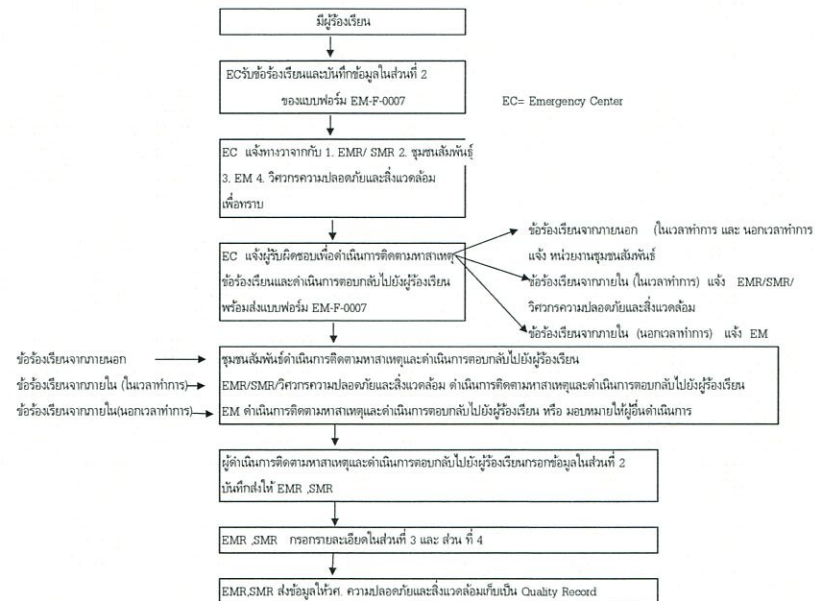 มีผู้ร้องเรียน
ECรับข้อร้องเรียนและบันทึกข้อมูลในส่วนที่ 2
ของแบบฟอร์ม EM-F-0007
EC= Emergency Center
EC แจ้งทางวาจากกับ 1. EMR/ SMR 2. ชุมชนสัมพันธ์
3. EM 4. วิศวกรความปลอดภัยและสิ่งแวดล้อม
เพื่อทราบ
EC แจ้งผู้รับผิดชอบเพื่อดำเนินการติดตามหาสาเหตุ
ข้อร้องเรียนและดำเนินการตอบกลับไปยังผู้ร้องเรียน
พร้อมส่งแบบฟอร์ม EM-F-0007
ข้อร้องเรียนจากภายนอก (ในเวลาทำการ และ นอกเวลาทำการ
แจ้ง หน่วยงานชุมชนสัมพันธ์
ข้อร้องเรียนจากภายใน (ในเวลาทำการ) แจ้ง EMR/SMR/
วิศวกรความปลอดภัยและสิ่งแวดล้อม
ข้อร้องเรียนจากภายใน (นอกเวลาทำการ) แจ้ง EM
ข้อร้องเรียนจากภายนอก
ข้อร้องเรียนจากภายใน (ในเวลาทำการ)
ข้อร้องเรียนจากภายใน(นอกเวลาทำการ)
ชุมชนสัมพันธ์ดำเนินการติดตามหาสาเหตุและดำเนินการตอบกลับไปยังผู้ร้องเรียน
EMR/SMR/วิศวกรความปลอดภัยและสิ่งแวดล้อม ดำเนินการติดตามหาสาเหตุและดำเนินการตอบกลับไปยังผู้ร้องเรียน
EM ดำเนินการติดตามหาสาเหตุและดำเนินการตอบกลับไปยังผู้ร้องเรียน หรือ มอบหมายให้ผู้อื่นดำเนินการ
ผู้ดำเนินการติดตามหาสาเหตุและดำเนินการตอบกลับไปยังผู้ร้องเรียนกรอกข้อมูลในส่วนที่ 2
บันทึกส่งให้ EMR ,SMR
EMR ,SMR กรอกรายละเอียดในส่วนที่ 3 และ ส่วน ที่ 4
EMR,SMR ส่งข้อมูลให้วศ. ความปลอดภัยและสิ่งแวดล้อมเก็บเป็น Quality Record